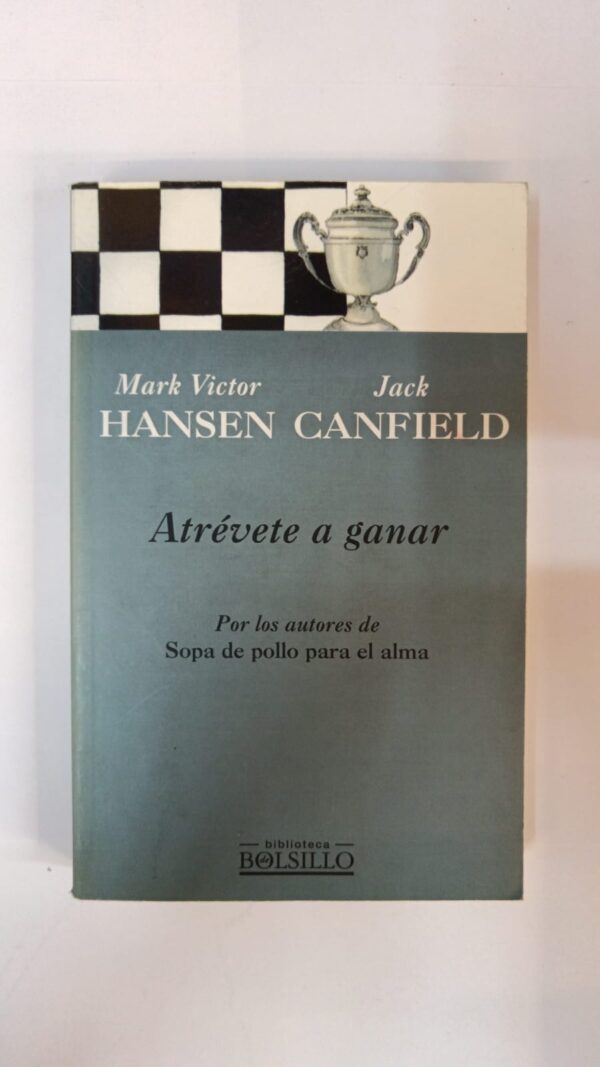 Mark Victor Jack
HANSEN CANFIELD
Atrévete a ganar
Por los autores de
Sopa de pollo para el alma
biblioteca
de BOLSILLO